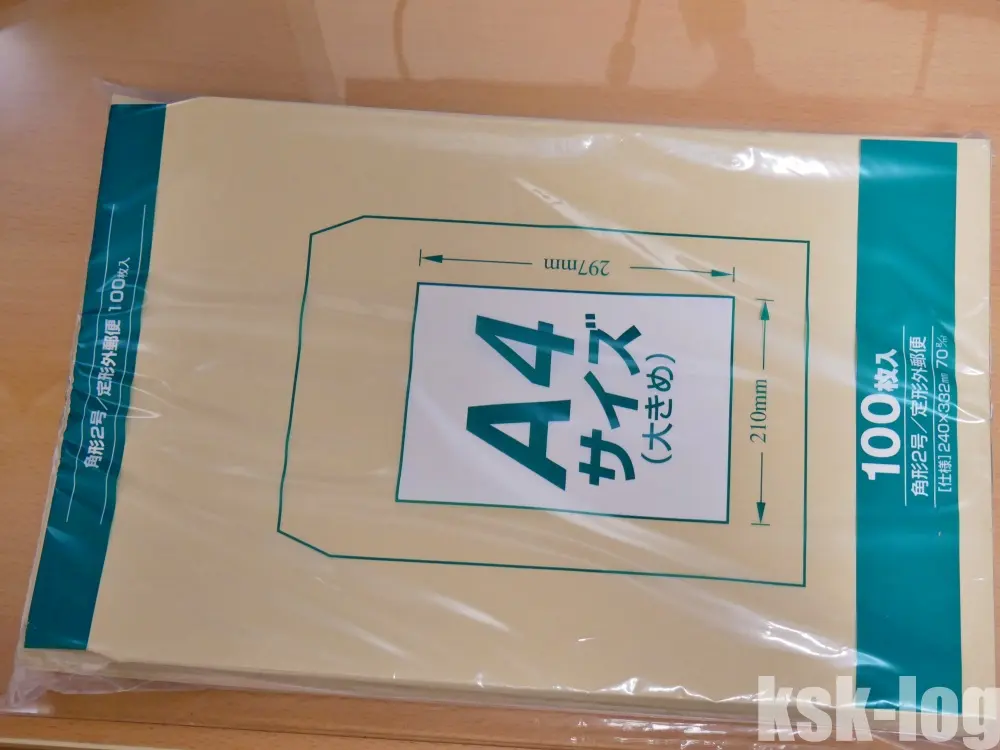 角形2号/定形外郵便 100枚入
297mm
A4
サイズ
(大きめ)
210mm
100枚入
角形2号/定形外郵便
[仕様]240×332mm 70g/㎡
ksk-log